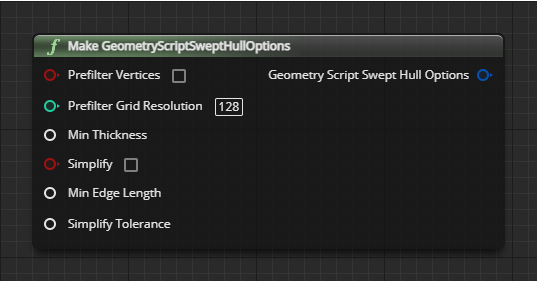 f Make GeometryScriptSweptHullOptions
Prefilter Vertices Geometry Script Swept Hull Options
Prefilter Grid Resolution 128
Min Thickness
Simplify
Min Edge Length
Simplify Tolerance